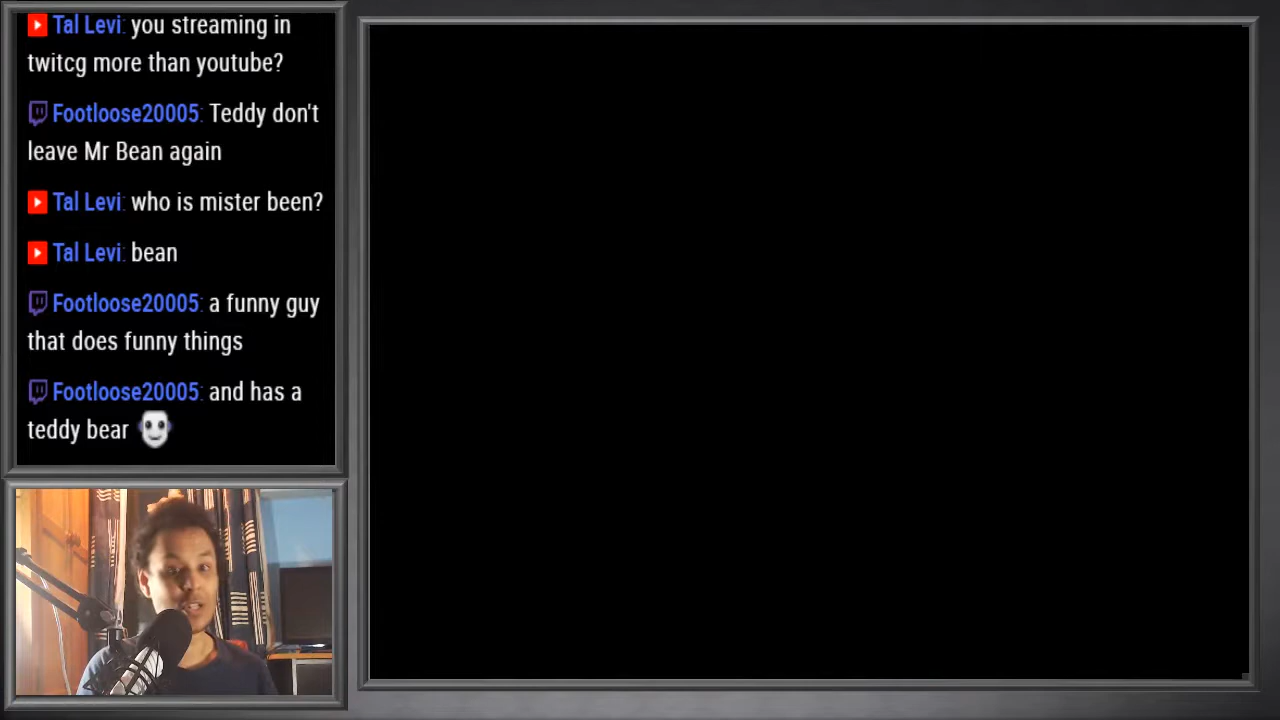 Tal Levi: you streaming in
twitcg more than youtube?
Footloose20005: Teddy don't
leave Mr Bean again
Tal Levi: who is mister been?
Tal Levi: bean
Footloose20005: a funny guy
that does funny things
Footloose20005: and has a
teddy bear